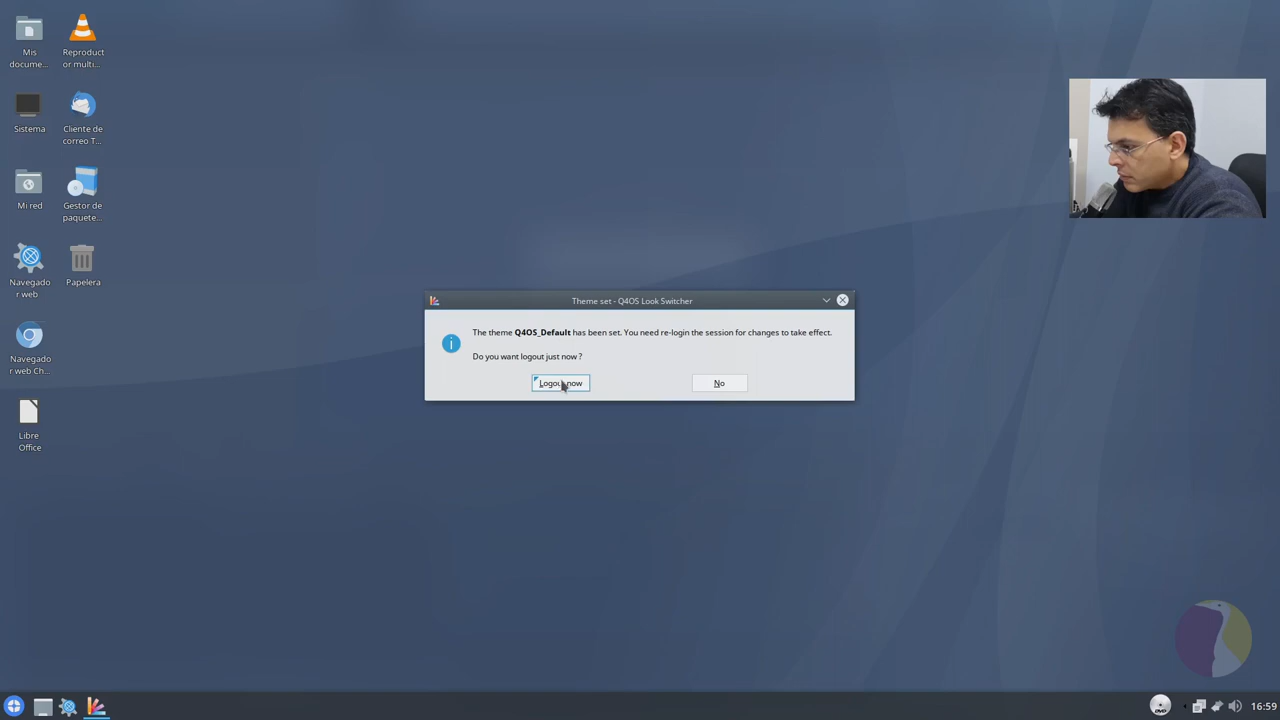 Mis
docume...
Reproduct
or multi...
Sistema
Cliente de
correo T...
Mi red
Gestor de
paquete...
Navegado
r web
Papelera
Navegado
r web Ch...
Libre
Office
Theme set - Q4OS Look Switcher
The theme Q4OS_Default has been set. You need re-login the session for changes to take effect.
Do you want logout just now ?
Logout now
No
16:59